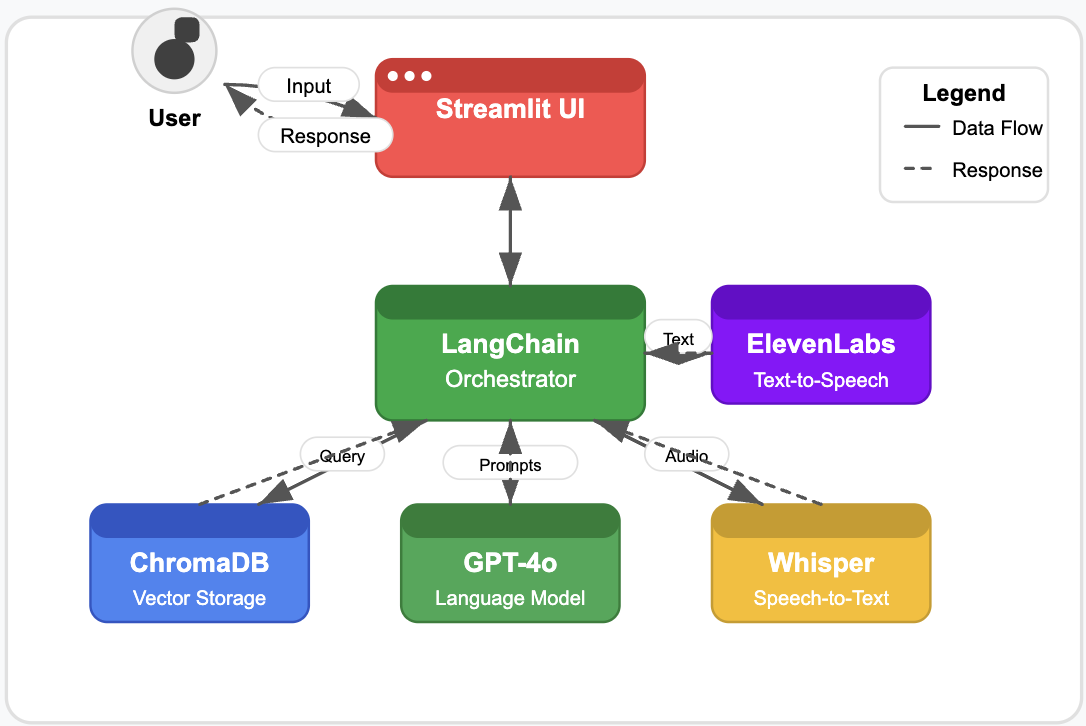 User
Input
Response
Streamlit UI
Legend
Data Flow
Response
LangChain
Orchestrator
Text
ElevenLabs
Text-to-Speech
Query
Prompts
Audio
ChromaDB
Vector Storage
GPT-4o
Language Model
Whisper
Speech-to-Text